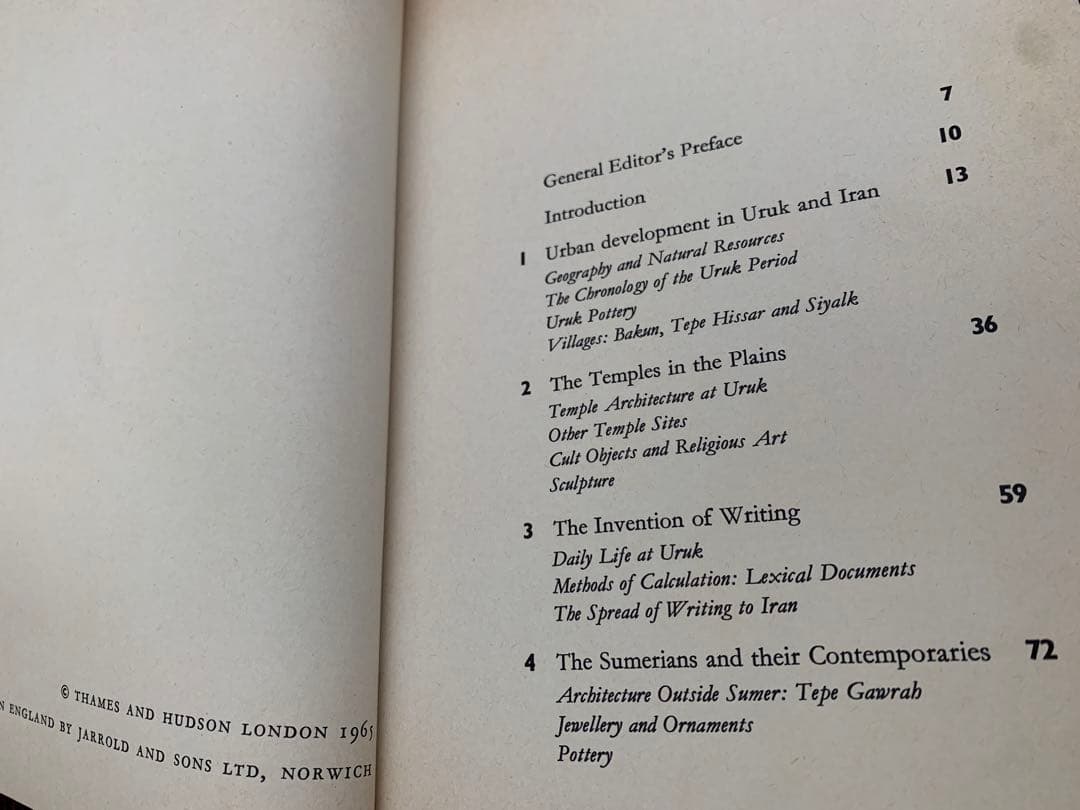 © THAMES AND HUDSON LONDON 1965
ENGLAND BY JARROLD AND SONS LTD, NORWICH
General Editor's Preface 7
Introduction 10
1 Urban development in Uruk and Iran 13
Geography and Natural Resources
The Chronology of the Uruk Period
Uruk Pottery
Villages: Bakun, Tepe Hissar and Siyalk
2 The Temples in the Plains 36
Temple Architecture at Uruk
Other Temple Sites
Cult Objects and Religious Art
Sculpture
3 The Invention of Writing 59
Daily Life at Uruk
Methods of Calculation: Lexical Documents
The Spread of Writing to Iran
4 The Sumerians and their Contemporaries 72
Architecture Outside Sumer: Tepe Gawrah
Jewellery and Ornaments
Pottery